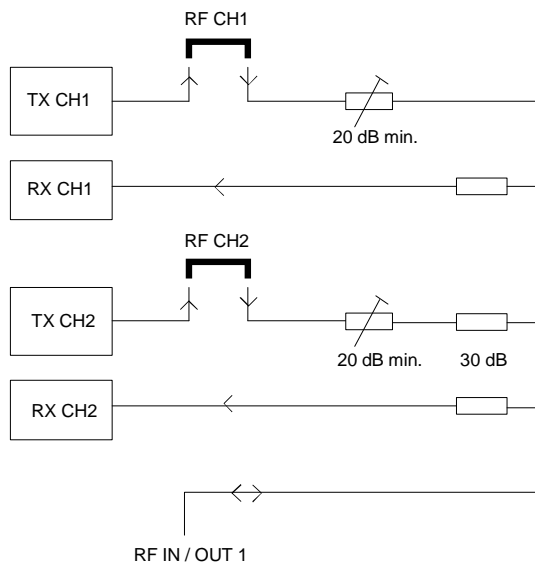 RF CH1
TX CH1
20 dB min.
RX CH1
RF CH2
TX CH2
20 dB min.
30 dB
RX CH2
RF IN / OUT 1